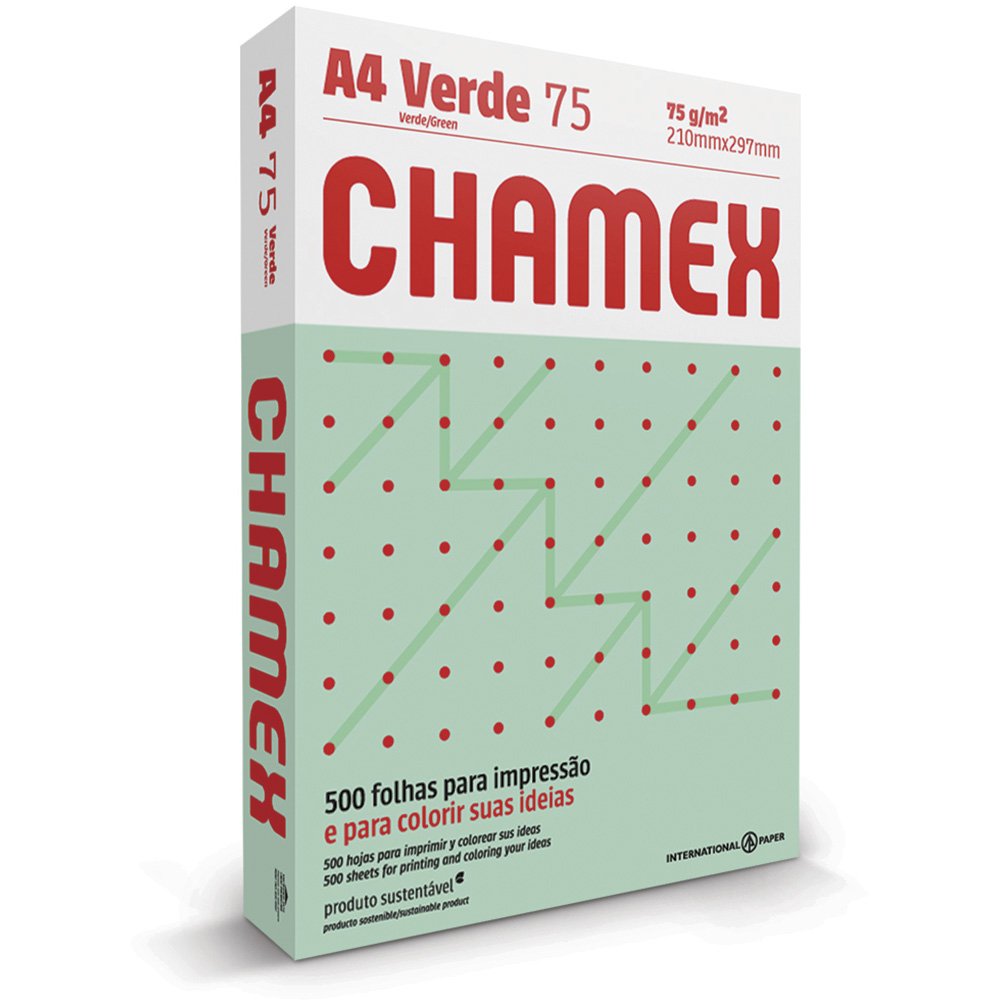 A4 Verde 75
Verde/Green
75 g/m²
210mmx297mm
CHAMEX
500 folhas para impressão
e para colorir suas ideias
500 hojas para imprimir y colorear sus ideas
500 sheets for printing and coloring your ideas
produto sustentável
producto sostenible/sustainable product
INTERNATIONAL PAPER
A4 75 Verde
Verde/Green
CHAMEX